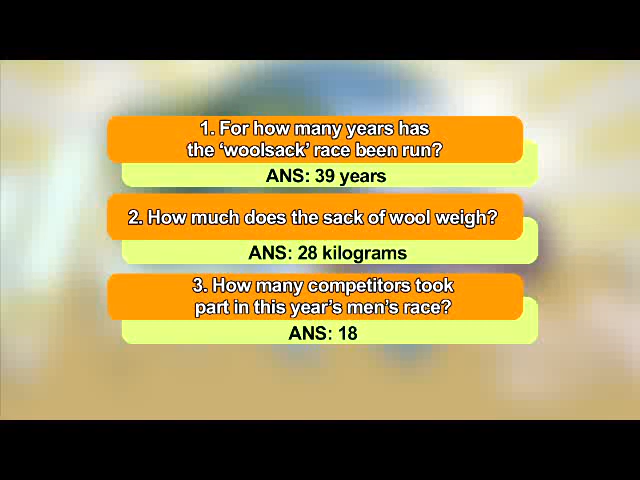 1. For how many years has
the ‘woolsack’ race been run?
ANS: 39 years
2. How much does the sack of wool weigh?
ANS: 28 kilograms
3. How many competitors took
part in this year’s men’s race?
ANS: 18